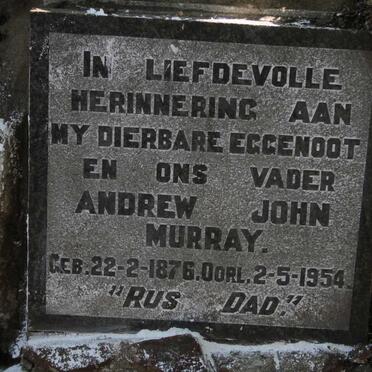 IN LIEFDEVOLLE
HERINNERING AAN
MY DIERBARE EGGENOOT
EN ONS VADER
ANDREW JOHN
MURRAY.
GEB. 22-2-1876. OORL. 2-5-1954.
"RUS DAD."